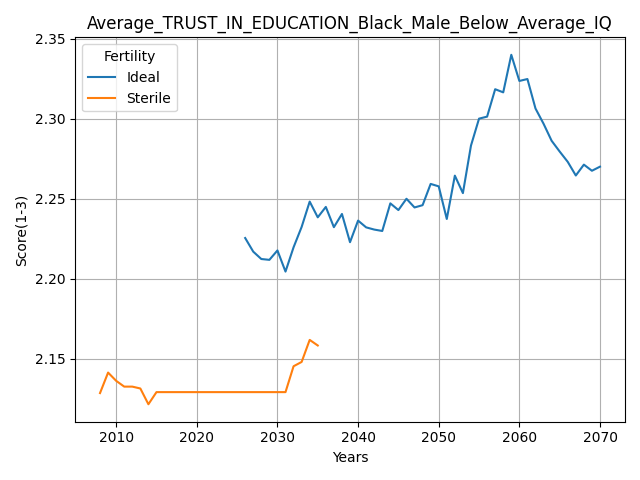 Average_TRUST_IN_EDUCATION_Black_Male_Below_Average_IQ
Fertility
Ideal
Sterile
Score(1-3)
2.35
2.30
2.25
2.20
2.15
2010 2020 2030 2040 2050 2060 2070
Years